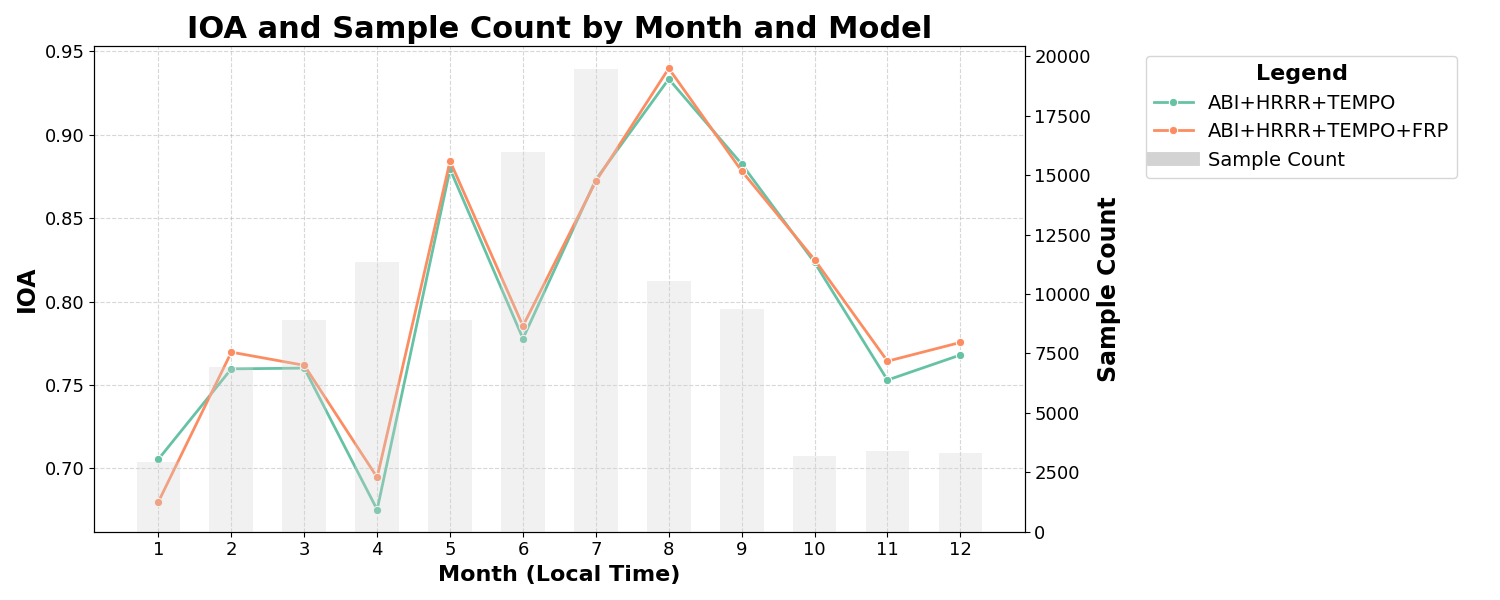 IOA and Sample Count by Month and Model
IOA
0.95
0.90
0.85
0.80
0.75
0.70
1 2 3 4 5 6 7 8 9 10 11 12
Month (Local Time)
20000
17500
15000
12500
10000
7500
5000
2500
0
Sample Count
Legend
ABI+HRRR+TEMPO
ABI+HRRR+TEMPO+FRP
Sample Count